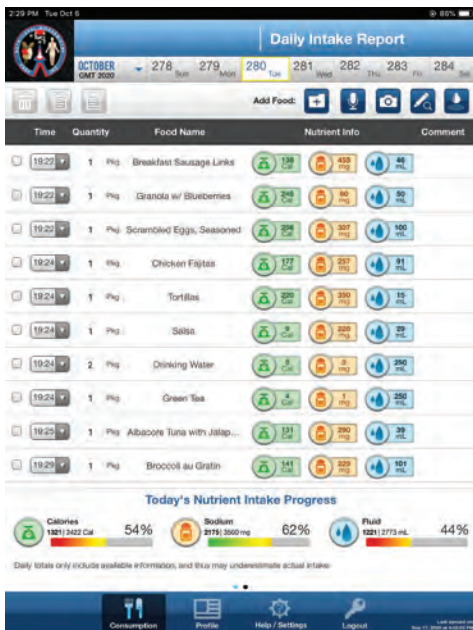 2:29 PM Tue Oct 6 86%
Daily Intake Report
OCTOBER GMT 2020 278 Sun 279 Mon 280 Tue 281 Wed 282 Thu 283 Fri 284 Sat
Add Food:
Time Quantity Food Name Nutrient Info Comment
19:22 1 Pkg Breakfast Sausage Links 138 Cal 453 mg 46 mL
19:22 1 Pkg Granola w/ Blueberries 248 Cal 60 mg 50 mL
19:22 1 Pkg Scrambled Eggs, Seasoned 206 Cal 307 mg 100 mL
19:24 1 Pkg Chicken Fajitas 177 Cal 257 mg 91 mL
19:24 1 Pkg Tortillas 220 Cal 350 mg 15 mL
19:24 1 Pkg Salsa 9 Cal 220 mg 29 mL
19:24 2 Pkg Drinking Water Cal mg 250 mL
19:24 1 Pkg Green Tea 4 Cal 1 mg 250 mL
19:25 1 Pkg Albacore Tuna with Jalap... 131 Cal 290 mg 39 mL
19:29 1 Pkg Broccoli au Gratin 141 Cal 229 mg 101 mL
Today's Nutrient Intake Progress
Calories Sodium Fluid
1321 | 2422 Cal 54% 2175 | 3500 mg 62% 1221 | 2773 mL 44%
Daily totals only include available information, and thus may underestimate actual intake
Consumption Profile Help / Settings Logout
Last synced on